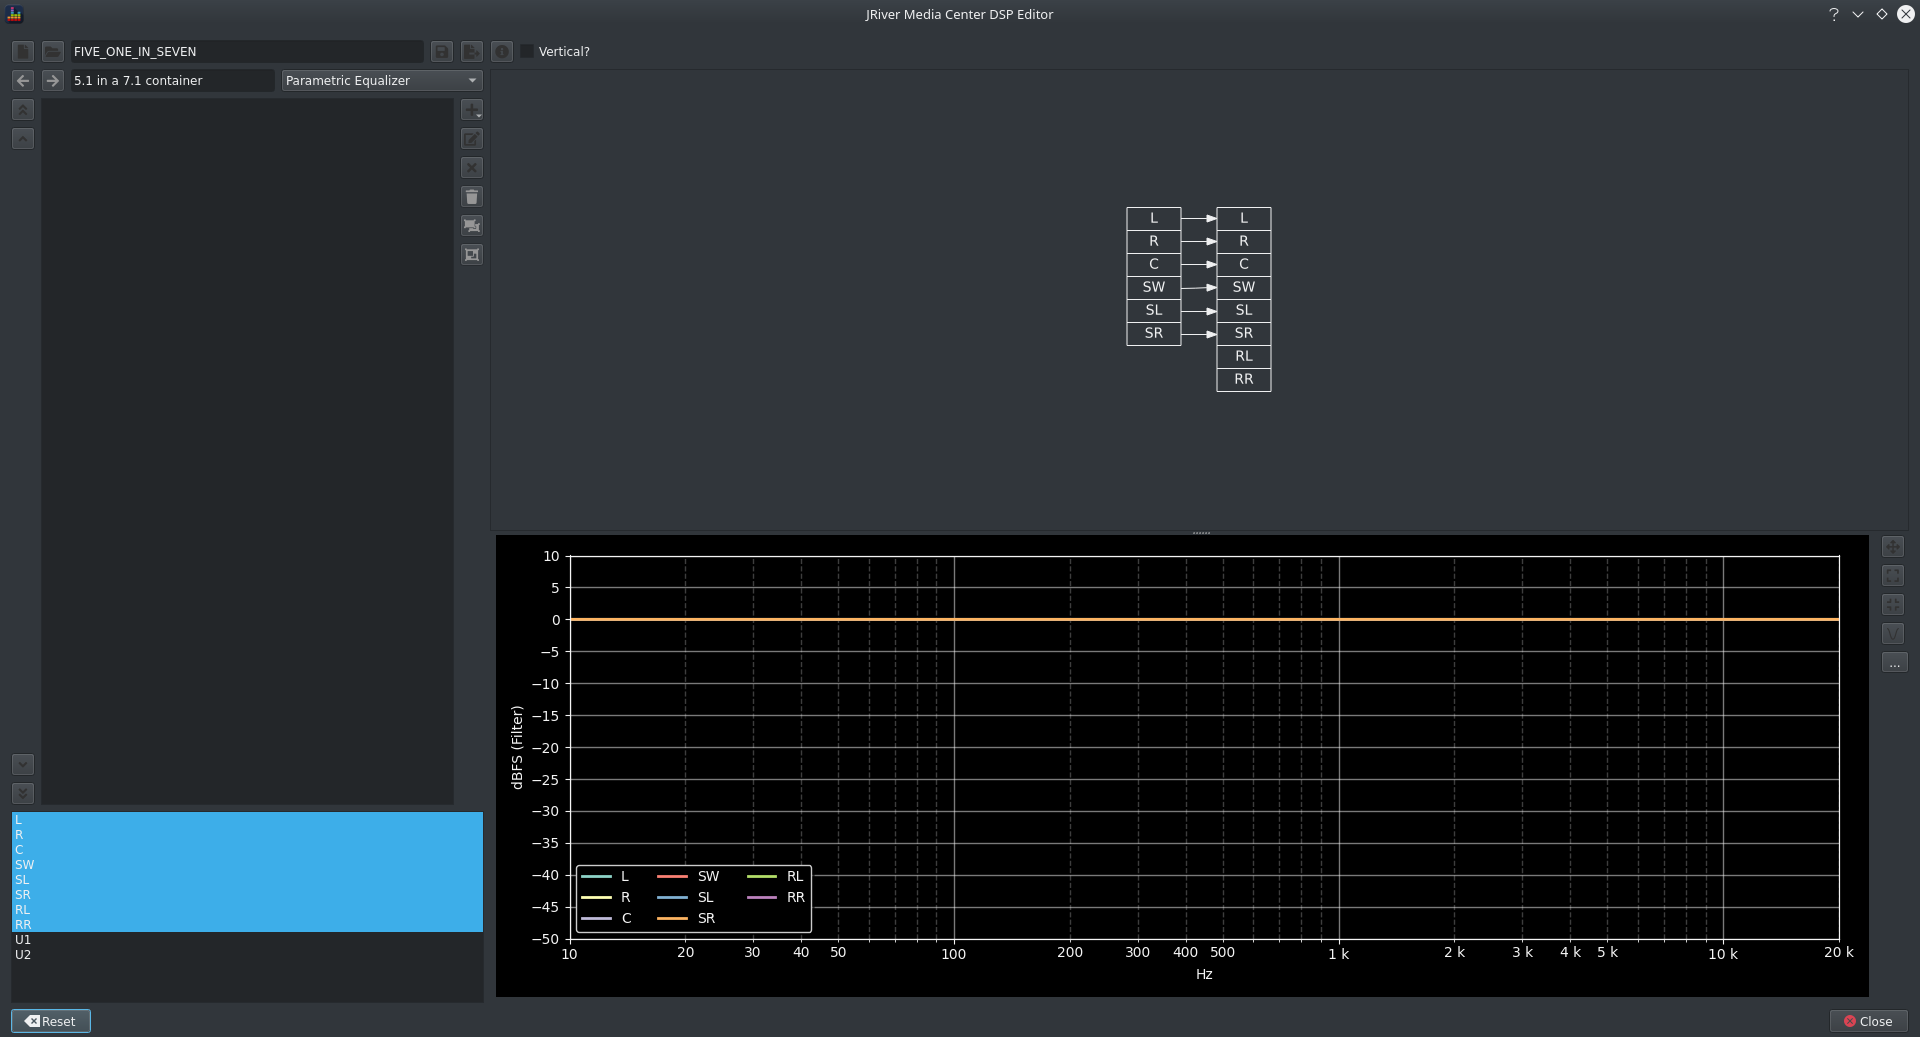 JRiver Media Center DSP Editor
FIVE_ONE_IN_SEVEN
Vertical?
5.1 in a 7.1 container
Parametric Equalizer
L L
R R
C C
SW SW
SL SL
SR SR
RL
RR
10
5
0
−5
−10
−15
−20
−25
−30
−35
−40
−45
−50
dBFS (Filter)
L SW RL
R SL RR
C SR
10 20 30 40 50 100 200 300 400 500 1 k 2 k 3 k 4 k 5 k 10 k 20 k
Hz
...
L
R
C
SW
SL
SR
RL
RR
U1
U2
Reset
Close